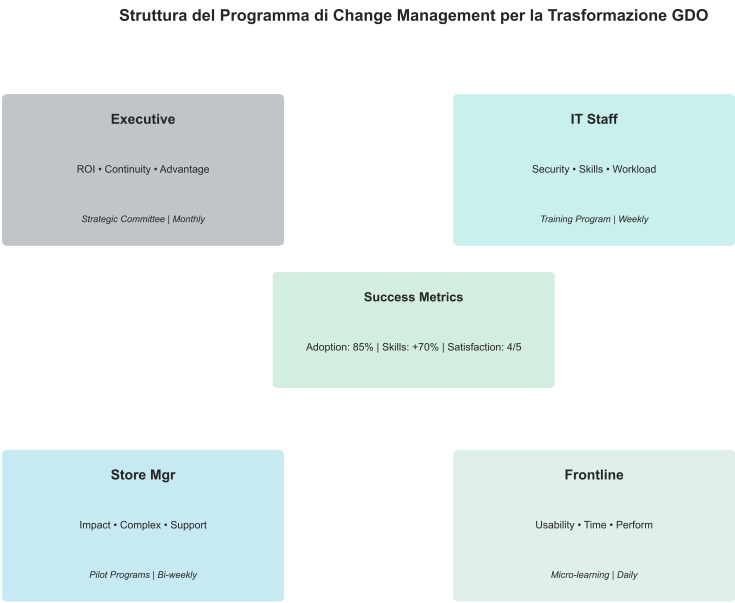 Struttura del Programma di Change Management per la Trasformazione GDO
Executive
ROI • Continuity • Advantage
Strategic Committee | Monthly
IT Staff
Security • Skills • Workload
Training Program | Weekly
Success Metrics
Adoption: 85% | Skills: +70% | Satisfaction: 4/5
Store Mgr
Impact • Complex • Support
Pilot Programs | Bi-weekly
Frontline
Usability • Time • Perform
Micro-learning | Daily